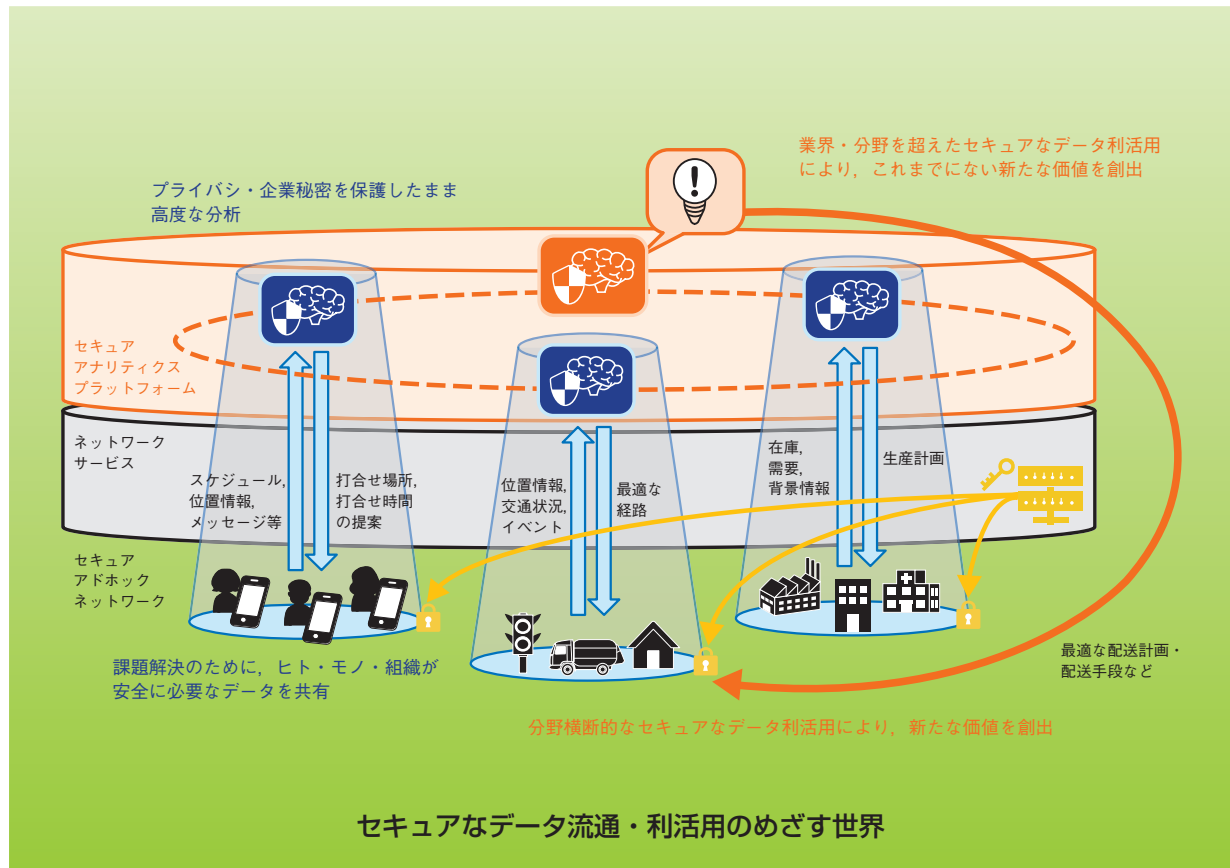 業界・分野を超えたセキュアなデータ利活用
により，これまでにない新たな価値を創出
プライバシ・企業秘密を保護したまま
高度な分析
セキュア
アナリティクス
プラットフォーム
ネットワーク
サービス
スケジュール，
位置情報，
メッセージ等
打合せ場所，
打合せ時間
の提案
位置情報，
交通状況，
イベント
最適な
経路
在庫，
需要，
背景情報
生産計画
セキュア
アドホック
ネットワーク
課題解決のために，ヒト・モノ・組織が
安全に必要なデータを共有
最適な配送計画・
配送手段など
分野横断的なセキュアなデータ利活用により，新たな価値を創出
セキュアなデータ流通・利活用のめざす世界